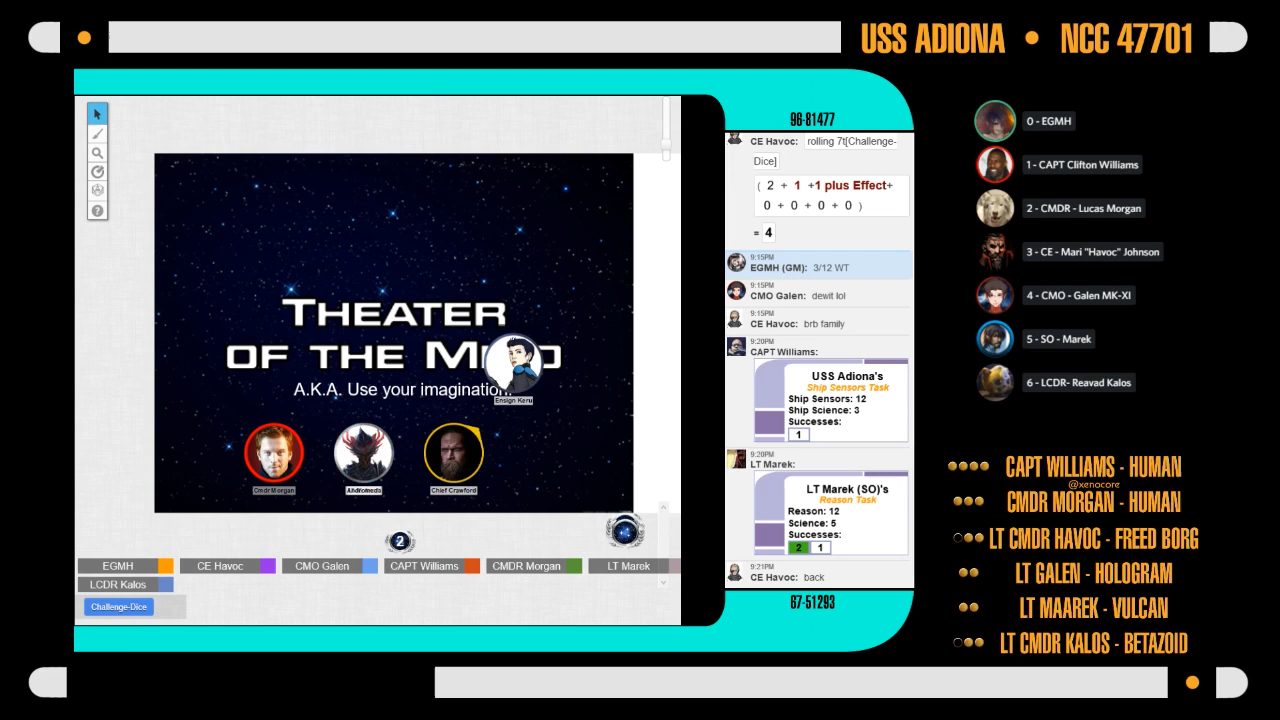 USS ADIONA • NCC 47701
96-81477
CE Havoc: rolling 7t[Challenge-
Dice]
( 2 + 1 +1 plus Effect+
0 + 0 + 0 + 0 )
= 4
9:15PM
EGMH (GM): 3/12 WT
9:15PM
CMO Galen: dewit lol
9:15PM
CE Havoc: brb family
9:20PM
CAPT Williams:
USS Adiona's
Ship Sensors Task
Ship Sensors: 12
Ship Science: 3
Successes:
1
9:20PM
LT Marek:
LT Marek (SO)'s
Reason Task
Reason: 12
Science: 5
Successes:
2 1
9:21PM
CE Havoc: back
67-51293
THEATER
OF THE M
A.K.A. Use your imagination.
Ensign Keru
Cmdr Morgan
Andromeda
Chief Crawford
2
EGMH
CE Havoc
CMO Galen
CAPT Williams
CMDR Morgan
LT Marek
LCDR Kalos
Challenge-Dice
0 - EGMH
1 - CAPT Clifton Williams
2 - CMDR - Lucas Morgan
3 - CE - Mari "Havoc" Johnson
4 - CMO - Galen MK-XI
5 - SO - Marek
6 - LCDR- Reavad Kalos
CAPT WILLIAMS - HUMAN
@xenocore
CMDR MORGAN - HUMAN
LT CMDR HAVOC - FREED BORG
LT GALEN - HOLOGRAM
LT MAAREK - VULCAN
LT CMDR KALOS - BETAZOID